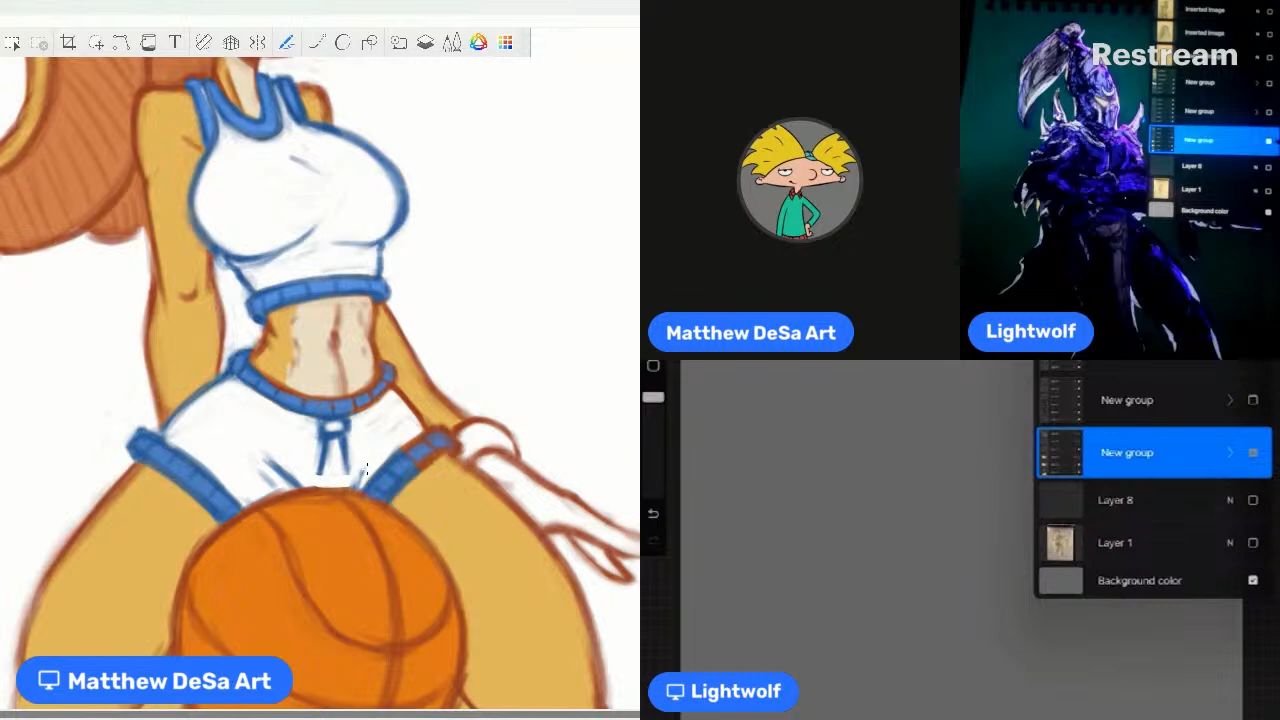 T
Inserted Image
N
Inserted Image
N
Restream
New group
New group
New group
Layer 8
N
Layer 1
N
Background color
Matthew DeSa Art
Lightwolf
New group
New group
Layer 8
N
Layer 1
N
Background color
Matthew DeSa Art
Lightwolf